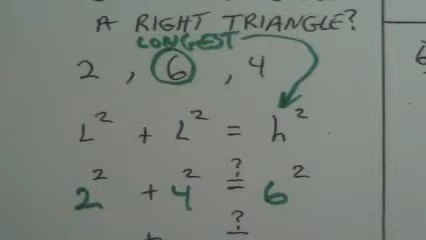 A RIGHT TRIANGLE?
LONGEST
2 , 6 , 4
L² + L² = h²
?
2² + 4² = 6²
?
+ =